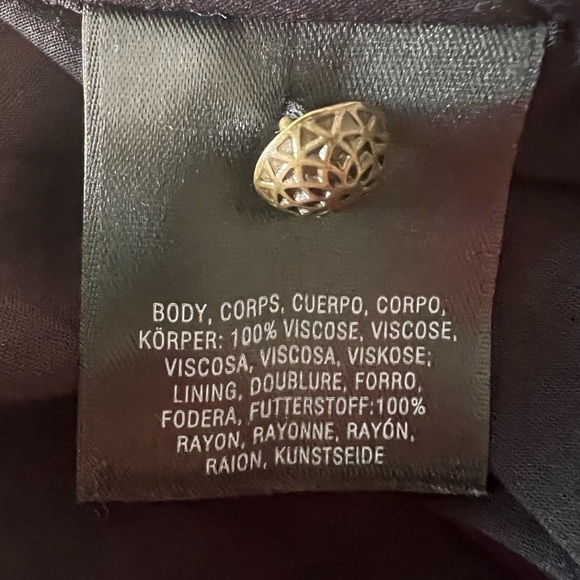 BODY, CORPS, CUERPO, CORPO,
KÖRPER: 100% VISCOSE, VISCOSE,
VISCOSA, VISCOSA, VISKOSE;
LINING, DOUBLURE, FORRO,
FODERA, FUTTERSTOFF:100%
RAYON, RAYONNE, RAYÓN,
RAION, KUNSTSEIDE